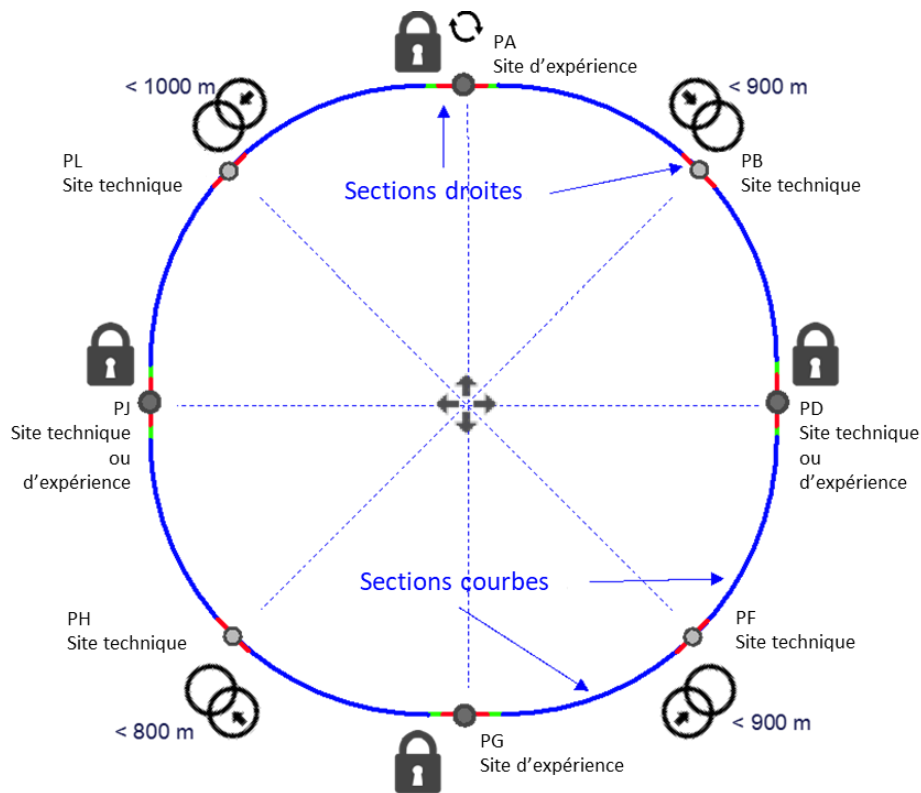 PA
Site d’expérience
< 1000 m
< 900 m
PL
Site technique
PB
Site technique
Sections droites
PJ
Site technique
ou
d’expérience
PD
Site technique
ou
d’expérience
Sections courbes
PH
Site technique
PF
Site technique
< 800 m
< 900 m
PG
Site d’expérience